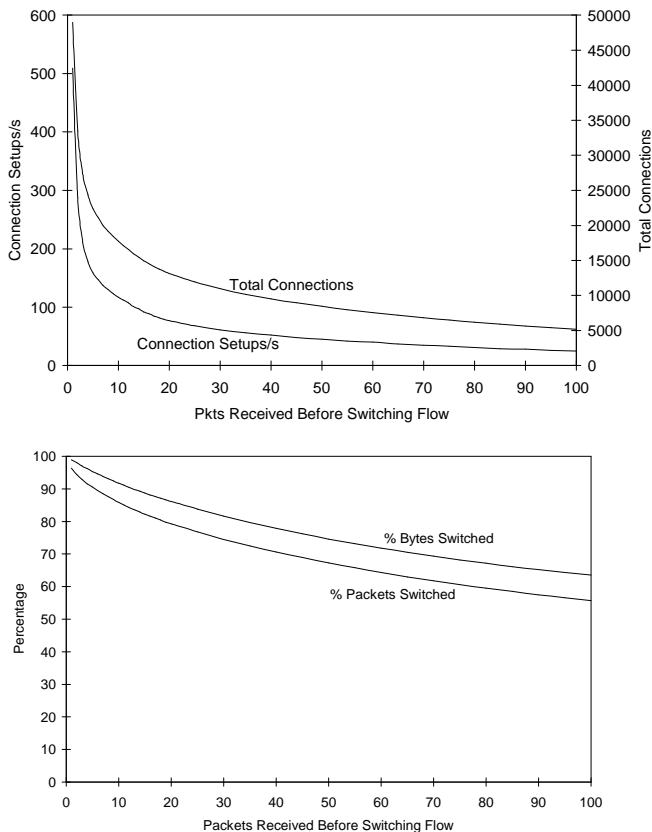 600
500
400
300
200
100
0
Connection Setups/s
50000
45000
40000
35000
30000
25000
20000
15000
10000
5000
0
Total Connections
Total Connections
Connection Setups/s
0 10 20 30 40 50 60 70 80 90 100
Pkts Received Before Switching Flow
100
90
80
70
60
50
40
30
20
10
0
Percentage
% Bytes Switched
% Packets Switched
0 10 20 30 40 50 60 70 80 90 100
Packets Received Before Switching Flow